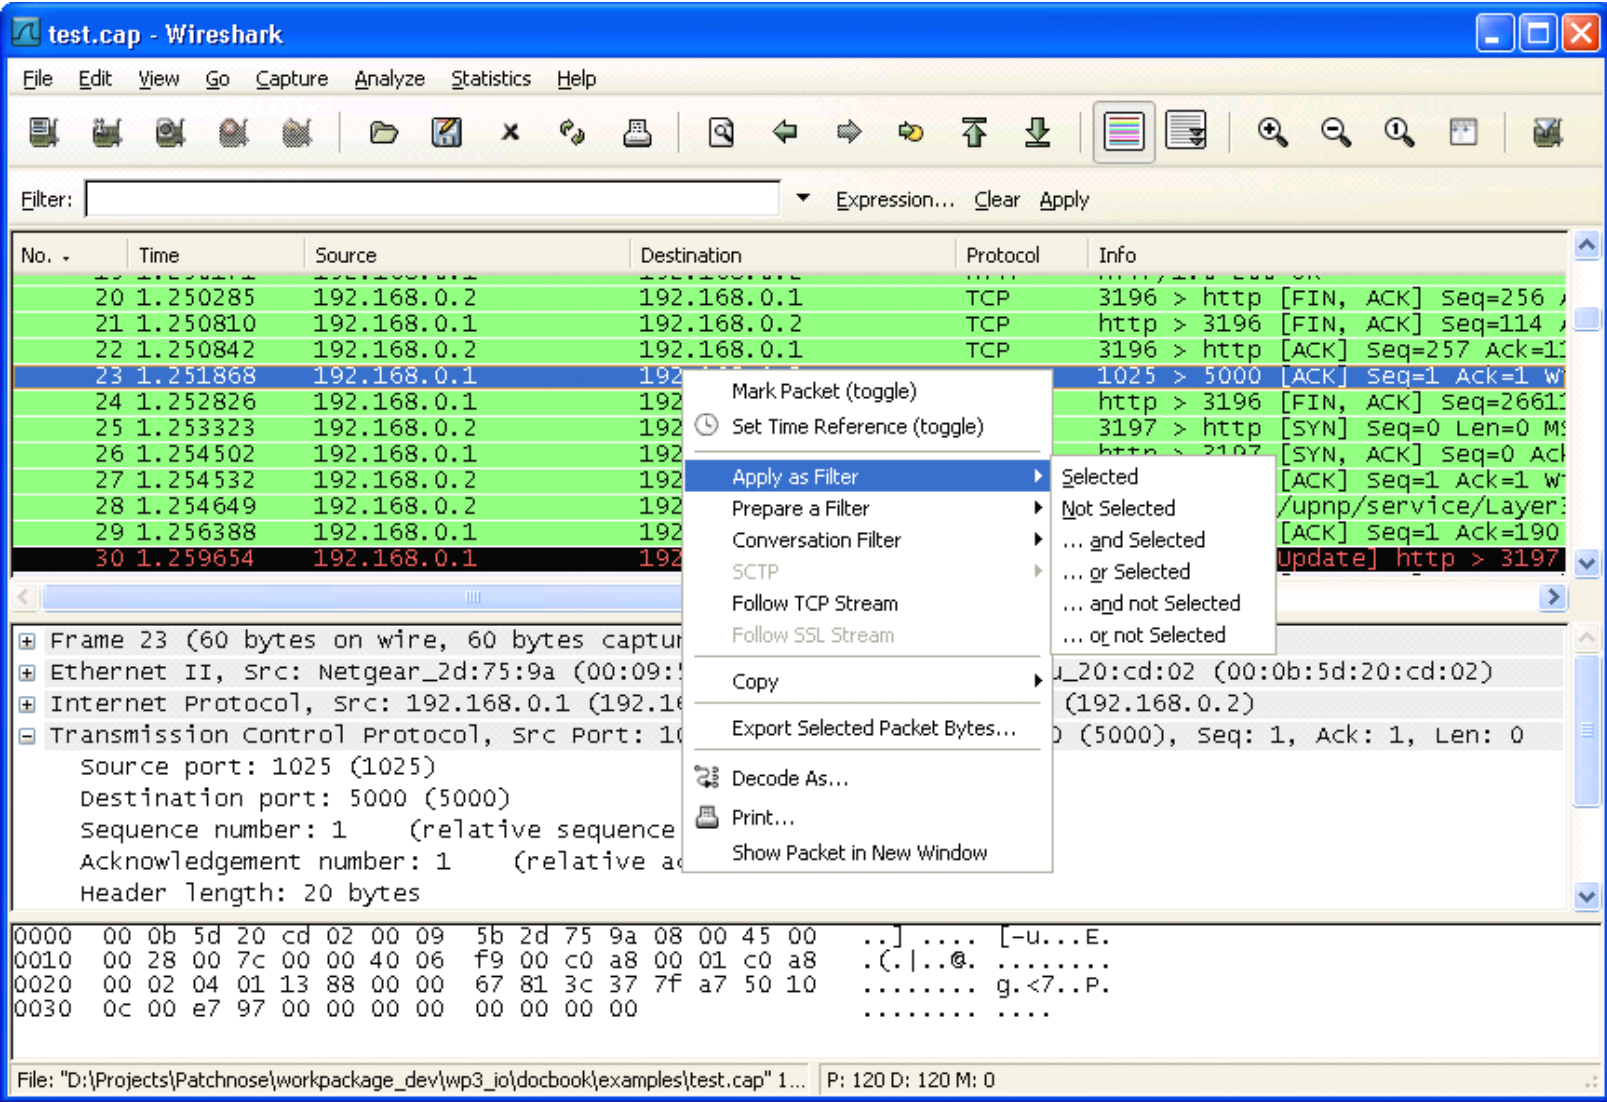 test.cap - Wireshark
File Edit View Go Capture Analyze Statistics Help
Filter: Expression... Clear Apply
No. Time Source Destination Protocol Info
20 1.250285 192.168.0.2 192.168.0.1 TCP 3196 > http [FIN, ACK] Seq=256
21 1.250810 192.168.0.1 192.168.0.2 TCP http > 3196 [FIN, ACK] Seq=114
22 1.250842 192.168.0.2 192.168.0.1 TCP 3196 > http [ACK] Seq=257 Ack=11
23 1.251868 192.168.0.1 192 1025 > 5000 [ACK] Seq=1 Ack=1
24 1.252826 192.168.0.1 192 http > 3196 [FIN, ACK] Seq=26611
25 1.253323 192.168.0.2 192 3197 > http [SYN] Seq=0 Len=0
26 1.254502 192.168.0.1 192 http > 3197 [SYN, ACK] Seq=0
27 1.254532 192.168.0.2 192 [ACK] Seq=1 Ack=1
28 1.254649 192.168.0.2 192 /upnp/service/Layer
29 1.256388 192.168.0.1 192 [ACK] Seq=1 Ack=190
30 1.259654 192.168.0.1 192 Update] http > 3197
Mark Packet (toggle)
Set Time Reference (toggle)
Apply as Filter
Prepare a Filter
Conversation Filter
SCTP
Follow TCP Stream
Follow SSL Stream
Copy
Export Selected Packet Bytes...
Decode As...
Print...
Show Packet in New Window
Selected
Not Selected
... and Selected
... or Selected
... and not Selected
... or not Selected
Frame 23 (60 bytes on wire, 60 bytes captur
Ethernet II, Src: Netgear_2d:75:9a (00:09: _20:cd:02 (00:0b:5d:20:cd:02)
Internet Protocol, Src: 192.168.0.1 (192.1 (192.168.0.2)
Transmission Control Protocol, Src Port: 10 (5000), Seq: 1, Ack: 1, Len: 0
Source port: 1025 (1025)
Destination port: 5000 (5000)
Sequence number: 1 (relative sequence
Acknowledgement number: 1 (relative a
Header length: 20 bytes
0000 00 0b 5d 20 cd 02 00 09 5b 2d 75 9a 08 00 45 00 ..] .... [-u...E.
0010 00 28 00 7c 00 00 40 06 f9 00 c0 a8 00 01 c0 a8 .(.|..@. ........
0020 00 02 04 01 13 88 00 00 67 81 3c 37 7f a7 50 10 ........ g.<7..P.
0030 0c 00 e7 97 00 00 00 00 00 00 00 00 ........ ....
File: "D:\Projects\Patchnose\workpackage_dev\wp3_io\docbook\examples\test.cap" 1... P: 120 D: 120 M: 0